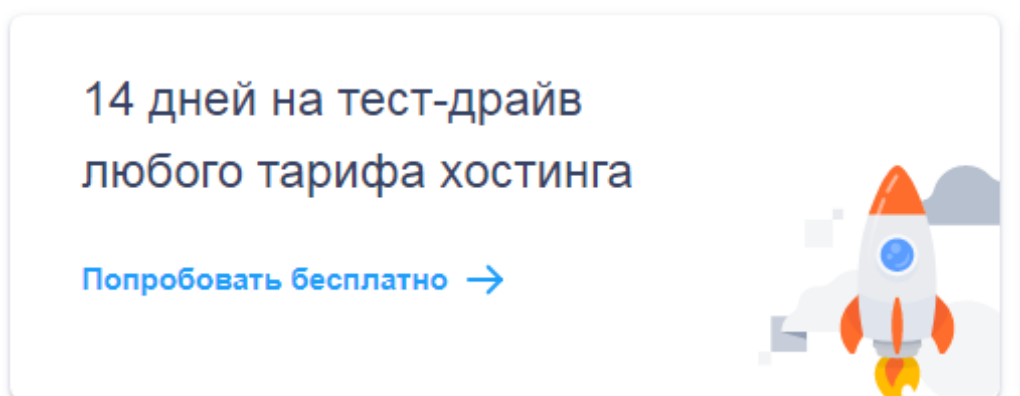 14 дней на тест-драйв
любого тарифа хостинга
Попробовать бесплатно →